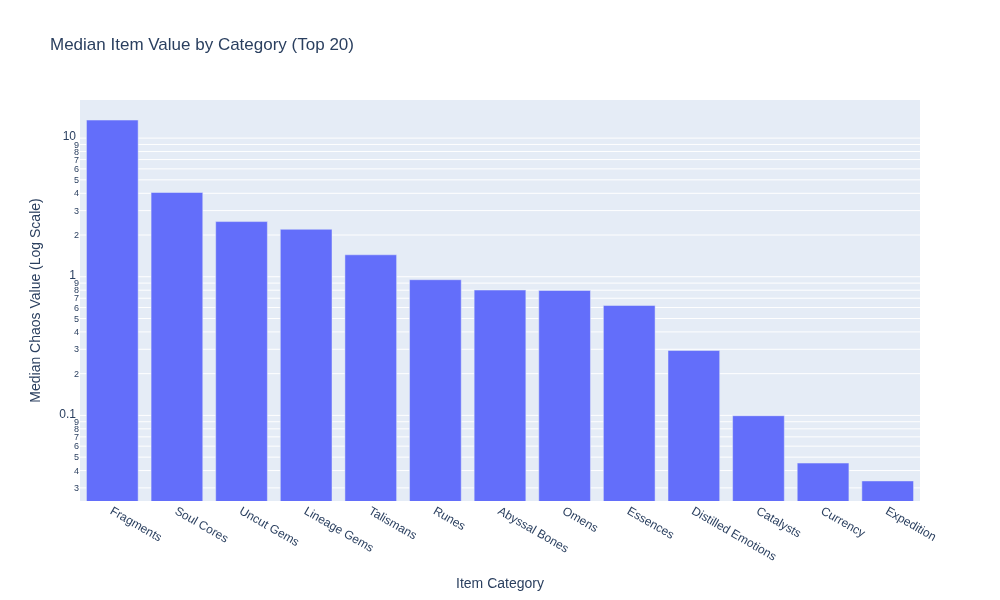 Median Item Value by Category (Top 20)
Median Chaos Value (Log Scale)
10
9
8
7
6
5
4
3
2
1
9
8
7
6
5
4
3
2
0.1
9
8
7
6
5
4
3
Fragments
Soul Cores
Uncut Gems
Lineage Gems
Talismans
Runes
Abyssal Bones
Omens
Essences
Distilled Emotions
Catalysts
Currency
Expedition
Item Category